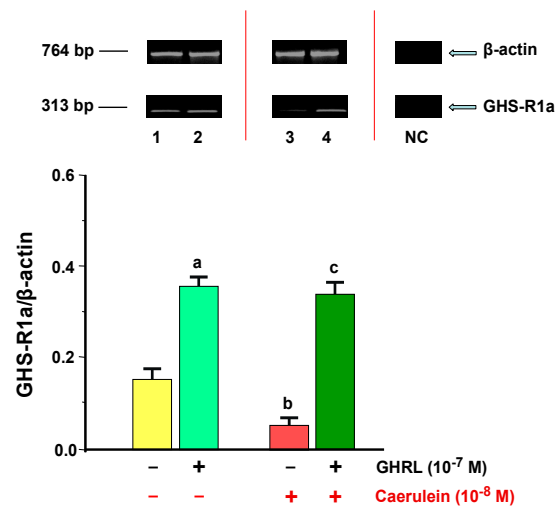 764 bp β-actin
313 bp GHS-R1a
1 2 3 4 NC
GHS-R1a/β-actin
0.6
0.4
0.2
0.0
a
b
c
− + − + GHRL (10⁻⁷ M)
− − + + Caerulein (10⁻⁸ M)